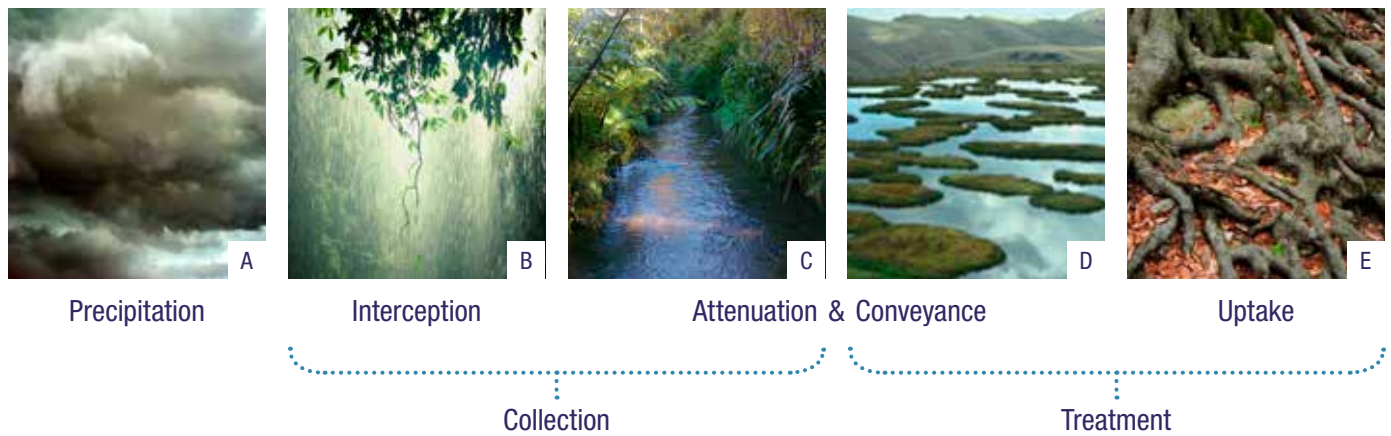 A B C D E
Precipitation Interception Attenuation & Conveyance Uptake
Collection Treatment